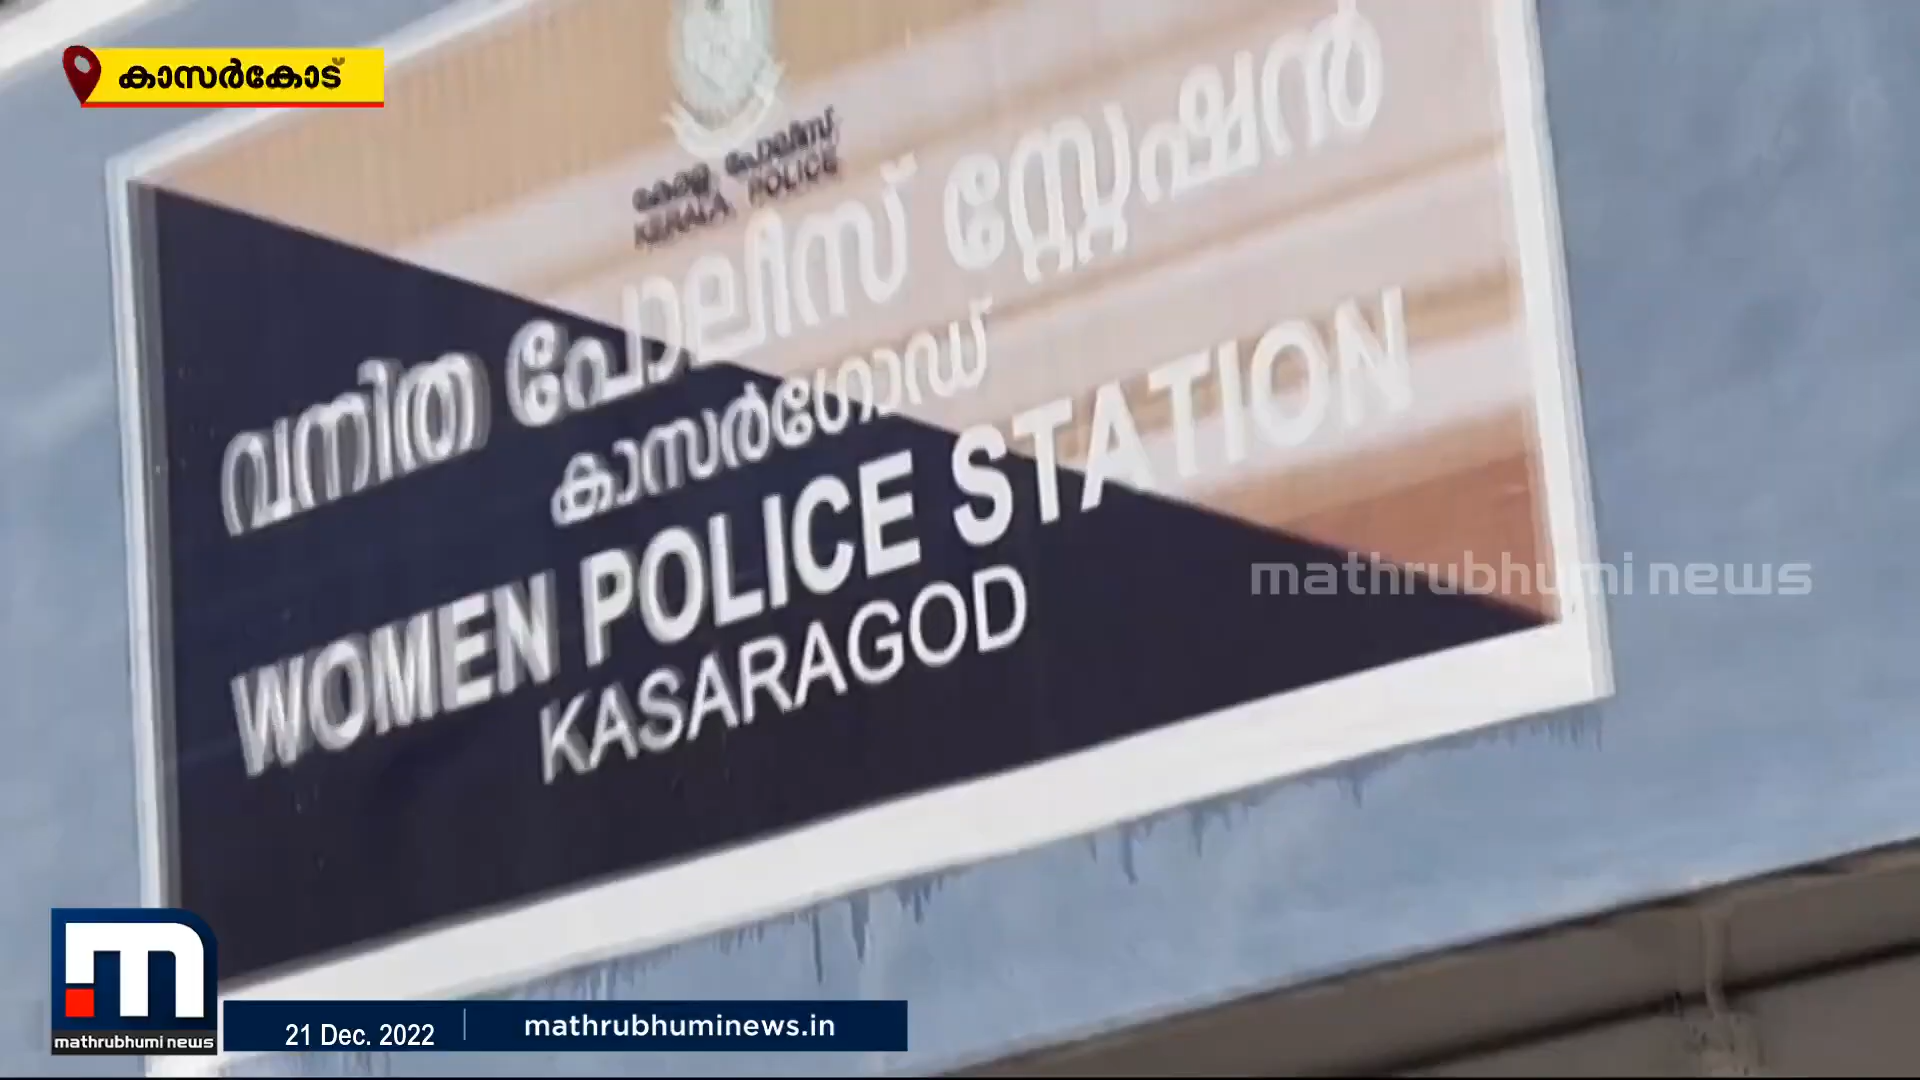 കാസർകോട്
കേരള പോലീസ്
KERALA POLICE
വനിത പോലീസ് സ്റ്റേഷൻ
കാസർഗോഡ്
WOMEN POLICE STATION
KASARAGOD
mathrubhumi news
mathrubhumi news
21 Dec. 2022
mathrubhuminews.in